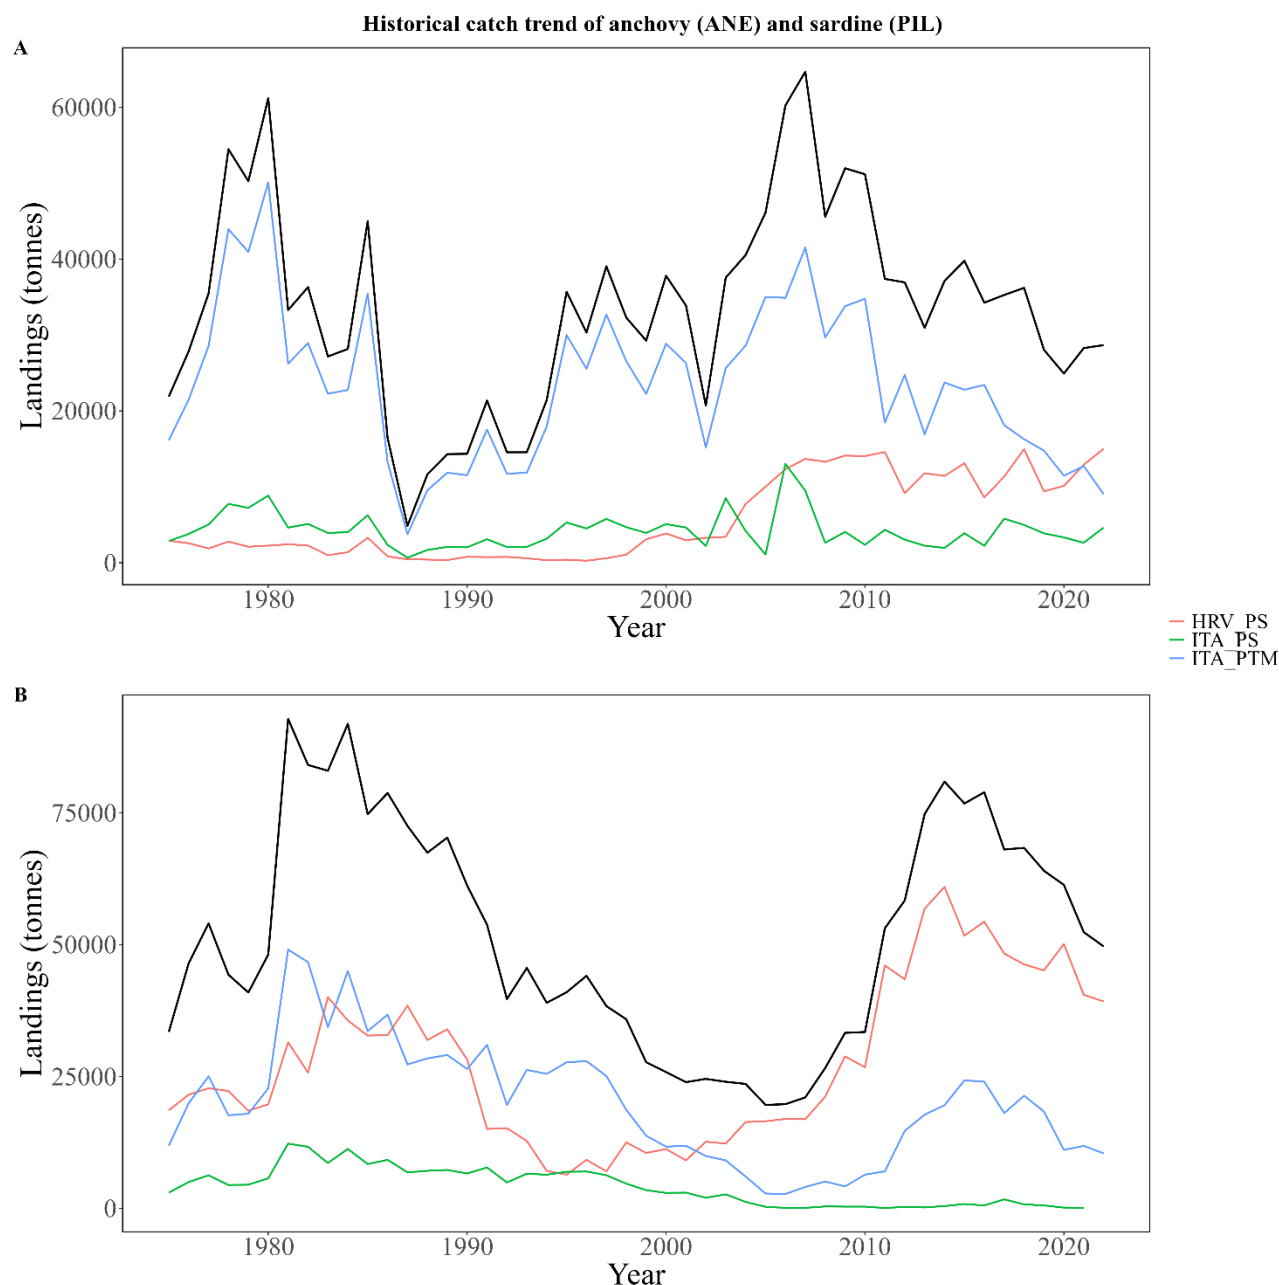 Historical catch trend of anchovy (ANE) and sardine (PIL)
A
60000
40000
20000
0
Landings (tonnes)
1980 1990 2000 2010 2020
Year
HRV_PS
ITA_PS
ITA_PTM
B
75000
50000
25000
0
Landings (tonnes)
1980 1990 2000 2010 2020
Year